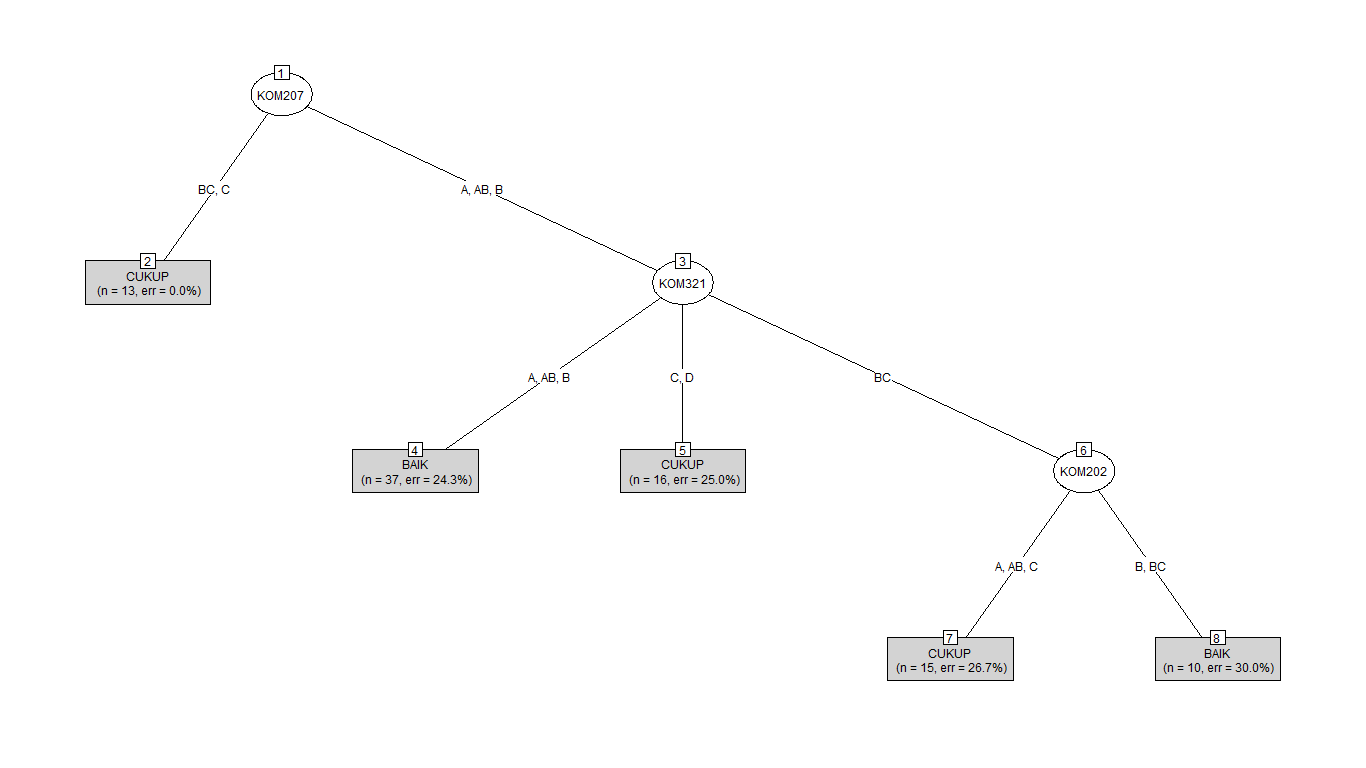 1
KOM207
BC, C
A, AB, B
2
CUKUP
(n = 13, err = 0.0%)
3
KOM321
A, AB, B
C, D
BC
4
BAIK
(n = 37, err = 24.3%)
5
CUKUP
(n = 16, err = 25.0%)
6
KOM202
A, AB, C
B, BC
7
CUKUP
(n = 15, err = 26.7%)
8
BAIK
(n = 10, err = 30.0%)